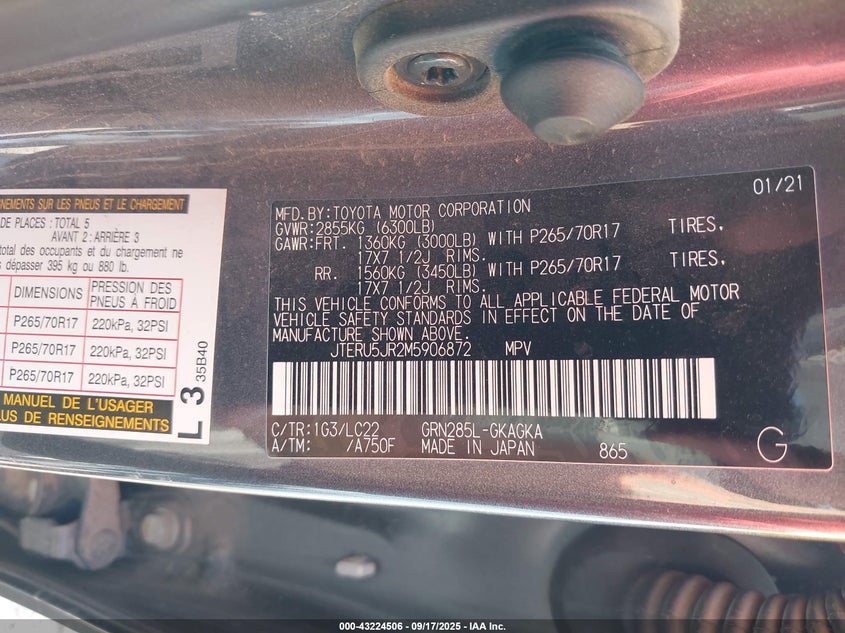 NEMENTS SUR LES PNEUS ET LE CHARGEMENT
DE PLACES : TOTAL 5
AVANT 2 : ARRIÈRE 3
total des occupants et du chargement ne
s dépasser 395 kg ou 880 lb.
DIMENSIONS PRESSION DES PNEUS À FROID
P265/70R17 220kPa, 32PSI
P265/70R17 220kPa, 32PSI
P265/70R17 220kPa, 32PSI
MANUEL DE L'USAGER
US DE RENSEIGNEMENTS
L 3 35B40
01/21
MFD.BY:TOYOTA MOTOR CORPORATION
GVWR:2855KG (6300LB)
GAWR:FRT. 1360KG (3000LB) WITH P265/70R17 TIRES,
17X7 1/2J RIMS.
RR. 1560KG (3450LB) WITH P265/70R17 TIRES,
17X7 1/2J RIMS.
THIS VEHICLE CONFORMS TO ALL APPLICABLE FEDERAL MOTOR
VEHICLE SAFETY STANDARDS IN EFFECT ON THE DATE OF
MANUFACTURE SHOWN ABOVE.
JTERU5JR2M5906872 MPV
C/TR:1G3/LC22 GRN285L-GKAGKA
A/TM: /A750F MADE IN JAPAN 865 G
000-43224506 - 09/17/2025 - IAA Inc.